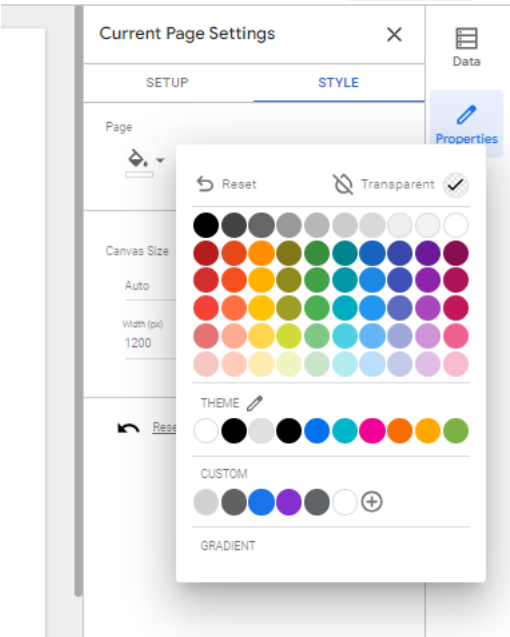 Current Page Settings
Data
SETUP
STYLE
Properties
Page
Reset
Transparent
Canvas Size
Auto
Width (px)
1200
THEME
Rese
CUSTOM
GRADIENT